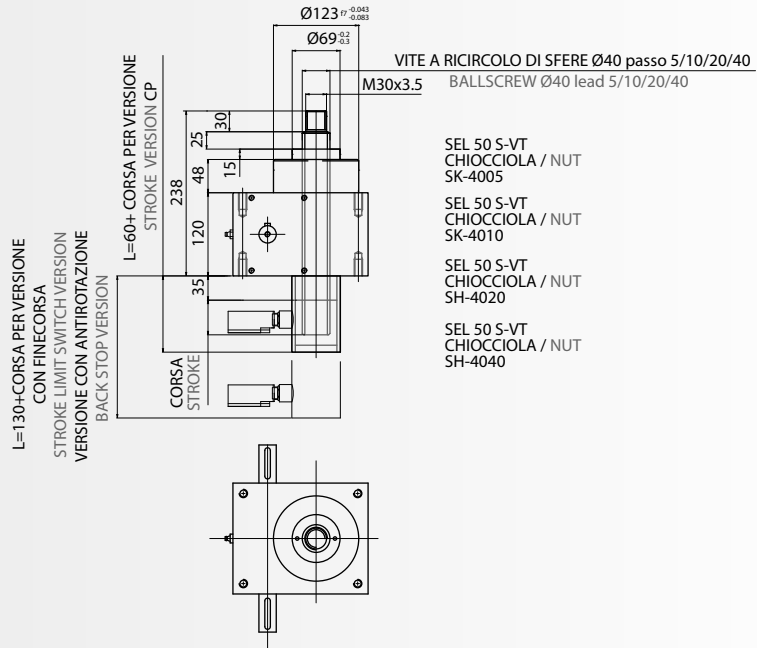 Ø123 f7 -0.043 -0.083
Ø69 -0.2 -0.3
VITE A RICIRCOLO DI SFERE Ø40 passo 5/10/20/40
BALLSCREW Ø40 lead 5/10/20/40
M30x3.5
30
25
15
48
238
120
35
L=60+ CORSA PER VERSIONE
STROKE VERSION CP
SEL 50 S-VT
CHIOCCIOLA / NUT
SK-4005
SEL 50 S-VT
CHIOCCIOLA / NUT
SK-4010
SEL 50 S-VT
CHIOCCIOLA / NUT
SH-4020
SEL 50 S-VT
CHIOCCIOLA / NUT
SH-4040
L=130+CORSA PER VERSIONE
CON FINECORSA
STROKE LIMIT SWITCH VERSION
VERSIONE CON ANTIROTAZIONE
BACK STOP VERSION
CORSA
STROKE